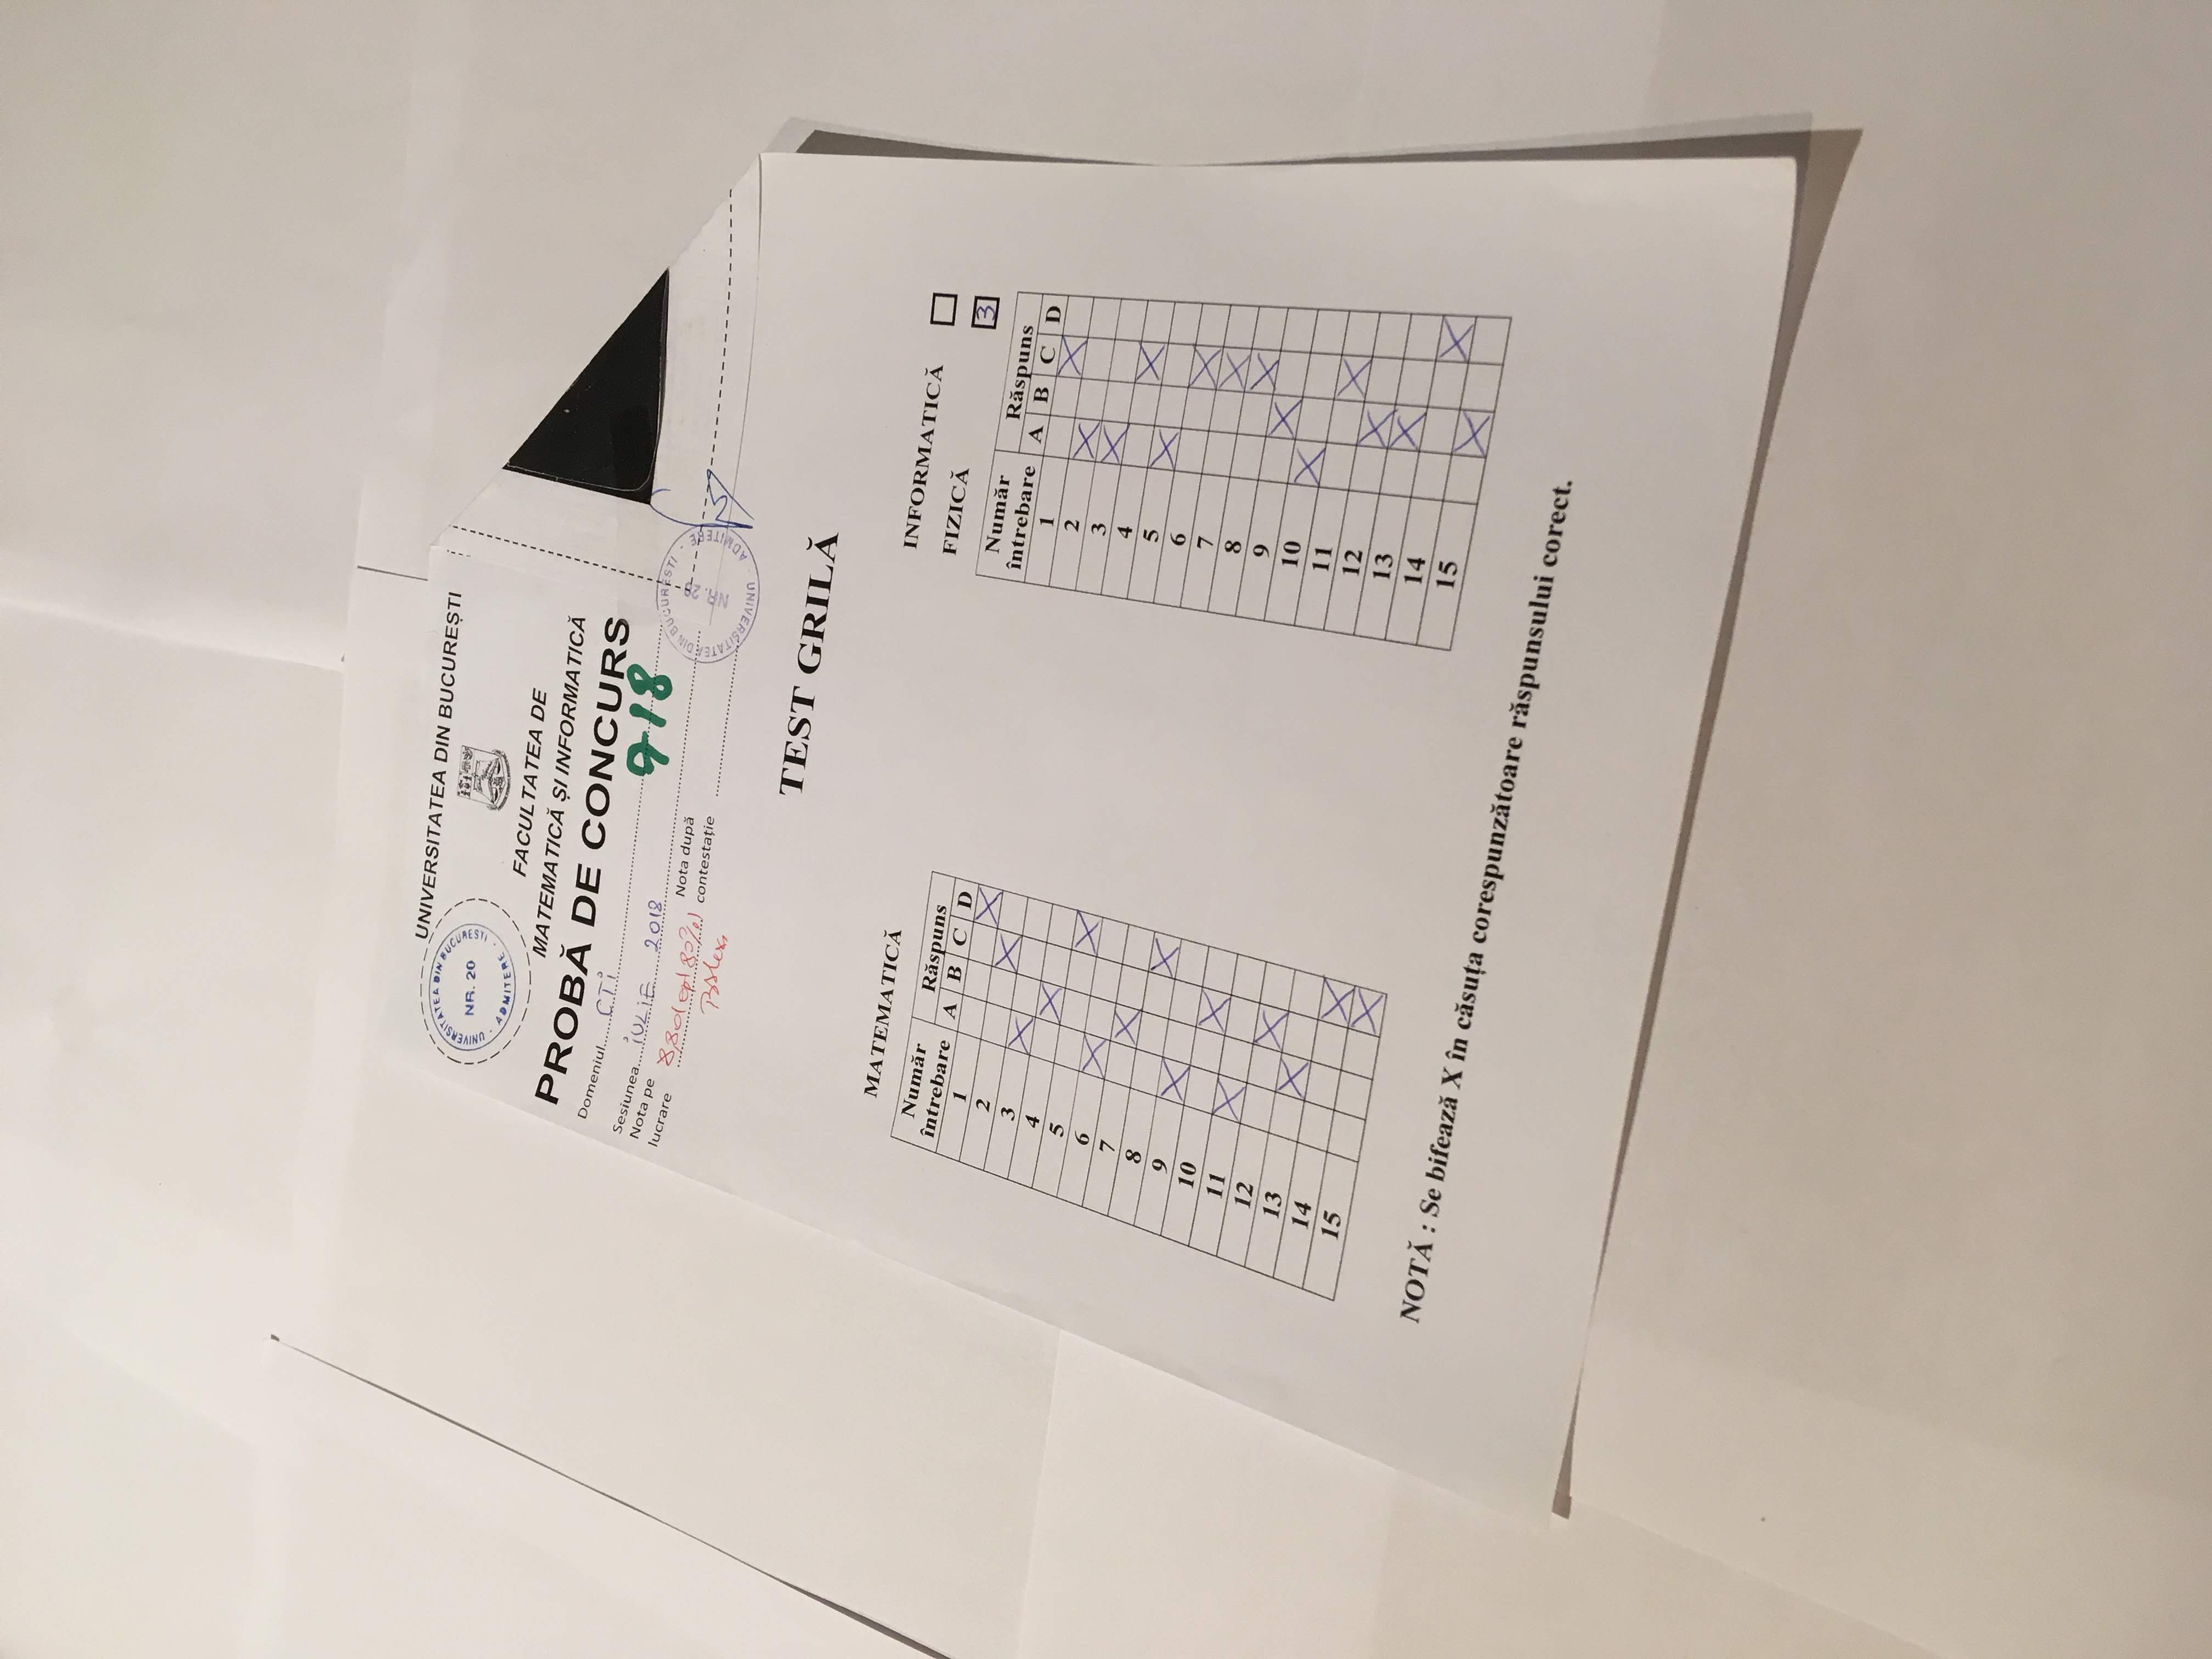 UNIVERSITATEA DIN BUCUREȘTI
UNIVERSITATEA DIN BUCUREȘTI
NR. 20
ADMITERE
FACULTATEA DE
MATEMATICĂ ȘI INFORMATICĂ
PROBĂ DE CONCURS
Domeniul CTI
918
Sesiunea IULIE 2018
Nota pe
lucrare 8,80
Nota după
contestație
UNIVERSITATEA DIN BUCUREȘTI
NR. 20
ADMITERE
TEST GRILĂ
MATEMATICĂ
Număr
întrebare
Răspuns
A B C D
1 X
2 X
3 X
4 X
5 X
6 X
7 X
8 X
9 X
10 X
11 X
12 X
13 X
14 X
15 X
INFORMATICĂ
FIZICĂ 3
Număr
întrebare
Răspuns
A B C D
1 X
2 X
3 X
4 X
5 X
6 X
7 X
8 X
9 X
10 X
11 X
12 X
13 X
14 X
15 X
NOTĂ : Se bifează X în căsuța corespunzătoare răspunsului corect.